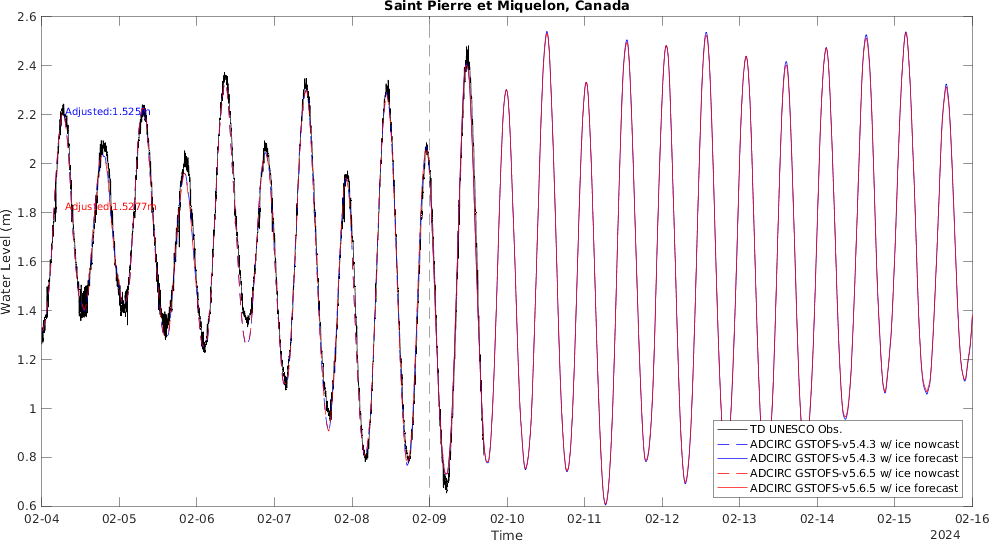 Saint Pierre et Miquelon, Canada
2.6
2.4
2.2
2
1.8
1.6
1.4
1.2
1
0.8
0.6
Water Level (m)
Adjusted:1.525m
Adjusted:1.5277m
TD UNESCO Obs.
ADCIRC GSTOFS-v5.4.3 w/ ice nowcast
ADCIRC GSTOFS-v5.4.3 w/ ice forecast
ADCIRC GSTOFS-v5.6.5 w/ ice nowcast
ADCIRC GSTOFS-v5.6.5 w/ ice forecast
02-04 02-05 02-06 02-07 02-08 02-09 02-10 02-11 02-12 02-13 02-14 02-15 02-16
Time
2024